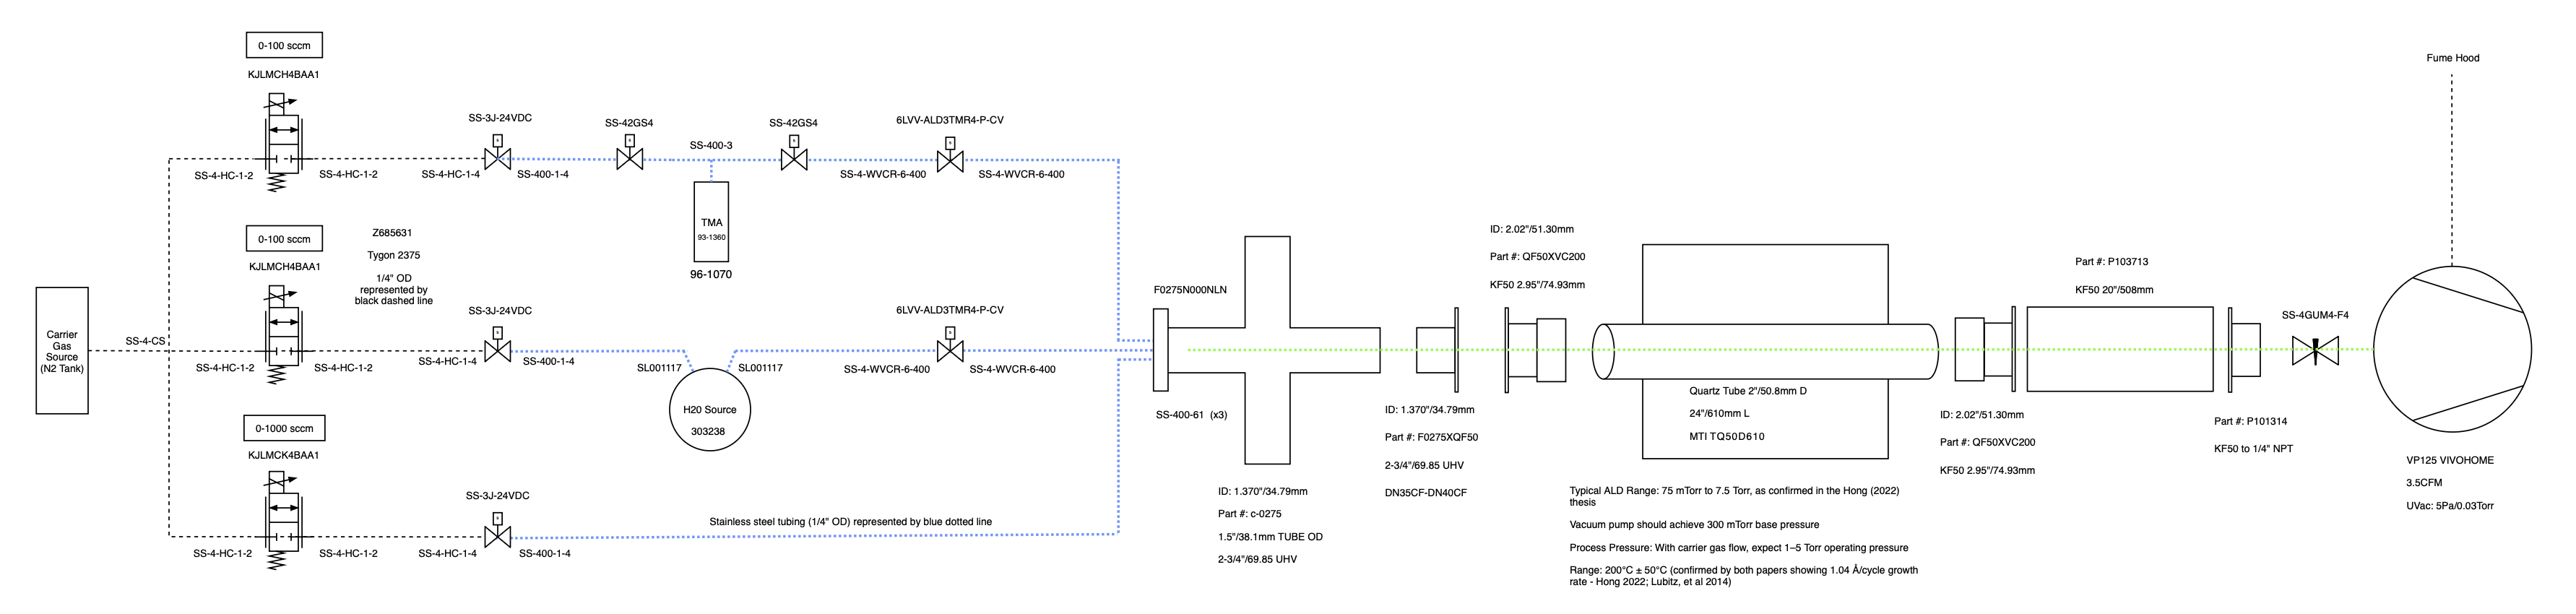 Fume Hood
0-100 sccm
KJLMCH4BAA1
SS-3J-24VDC
SS-42GS4
SS-400-3
SS-42GS4
6LVV-ALD3TMR4-P-CV
SS-4-HC-1-2
SS-4-HC-1-2
SS-4-HC-1-4
SS-400-1-4
SS-4-WVCR-6-400
SS-4-WVCR-6-400
TMA
93-1360
96-1070
0-100 sccm
KJLMCH4BAA1
Z685631
Tygon 2375
1/4" OD
represented by
black dashed line
SS-3J-24VDC
6LVV-ALD3TMR4-P-CV
Carrier
Gas
Source
(N2 Tank)
SS-4-CS
SS-4-HC-1-2
SS-4-HC-1-2
SS-4-HC-1-4
SS-400-1-4
SL001117
SL001117
H20 Source
303238
SS-4-WVCR-6-400
SS-4-WVCR-6-400
0-1000 sccm
KJLMCK4BAA1
SS-3J-24VDC
SS-4-HC-1-2
SS-4-HC-1-2
SS-4-HC-1-4
SS-400-1-4
Stainless steel tubing (1/4" OD) represented by blue dotted line
F0275N000NLN
SS-400-61 (x3)
ID: 1.370"/34.79mm
Part #: c-0275
1.5"/38.1mm TUBE OD
2-3/4"/69.85 UHV
ID: 1.370"/34.79mm
Part #: F0275XQF50
2-3/4"/69.85 UHV
DN35CF-DN40CF
ID: 2.02"/51.30mm
Part #: QF50XVC200
KF50 2.95"/74.93mm
Quartz Tube 2"/50.8mm D
24"/610mm L
MTI TQ50D610
Typical ALD Range: 75 mTorr to 7.5 Torr, as confirmed in the Hong (2022)
thesis
Vacuum pump should achieve 300 mTorr base pressure
Process Pressure: With carrier gas flow, expect 1–5 Torr operating pressure
Range: 200°C ± 50°C (confirmed by both papers showing 1.04 Å/cycle growth
rate - Hong 2022; Lubitz, et al 2014)
ID: 2.02"/51.30mm
Part #: QF50XVC200
KF50 2.95"/74.93mm
Part #: P103713
KF50 20"/508mm
Part #: P101314
KF50 to 1/4" NPT
SS-4GUM4-F4
VP125 VIVOHOME
3.5CFM
UVac: 5Pa/0.03Torr